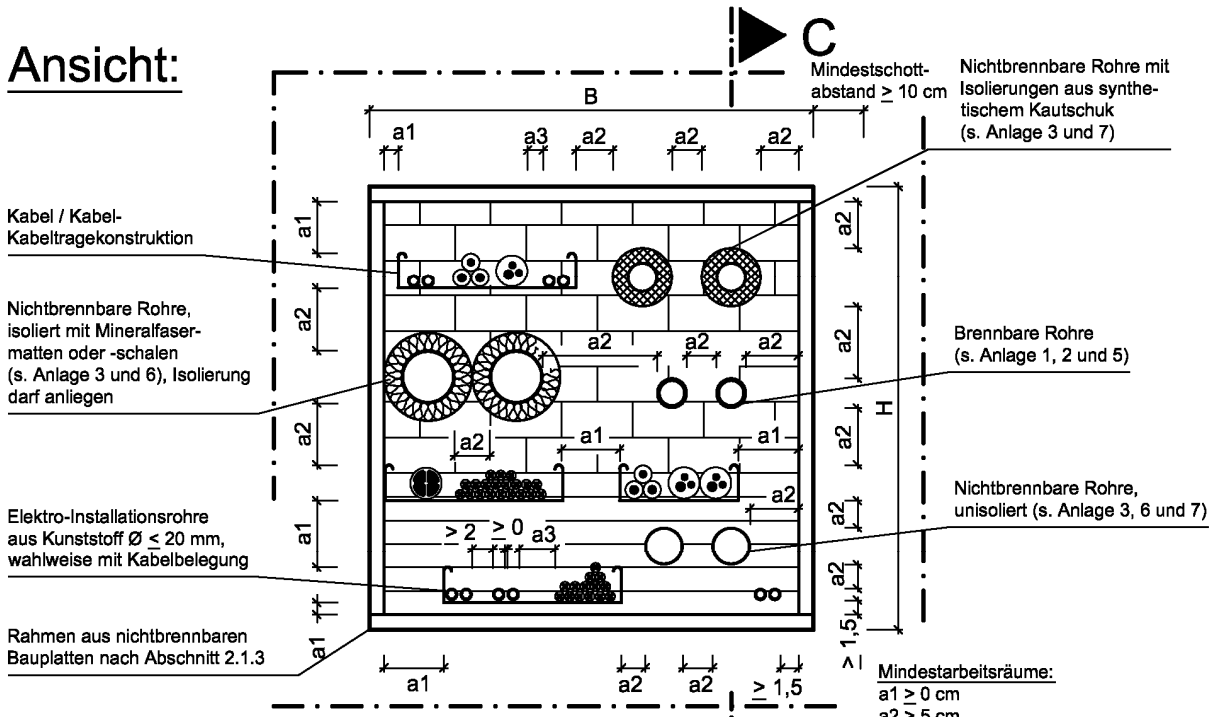 Ansicht:
C
Mindestschott-
abstand ≥ 10 cm
Nichtbrennbare Rohre mit
Isolierungen aus synthe-
tischem Kautschuk
(s. Anlage 3 und 7)
B
a1
a3
a2
a2
a2
Kabel / Kabel-
Kabeltragekonstruktion
a1
a2
Nichtbrennbare Rohre,
isoliert mit Mineralfaser-
matten oder -schalen
(s. Anlage 3 und 6), Isolierung
darf anliegen
a2
a2
a2
a2
a2
Brennbare Rohre
(s. Anlage 1, 2 und 5)
H
a2
a2
a1
a1
a2
a2
a2
Nichtbrennbare Rohre,
unisoliert (s. Anlage 3, 6 und 7)
Elektro-Installationsrohre
aus Kunststoff Ø ≤ 20 mm,
wahlweise mit Kabelbelegung
a1
≥ 2
≥ 0
a3
a2
Rahmen aus nichtbrennbaren
Bauplatten nach Abschnitt 2.1.3
a1
≥ 1,5
a1
a2
a2
≥ 1,5
Mindestarbeitsräume:
a1 ≥ 0 cm
a2 ≥ 5 cm